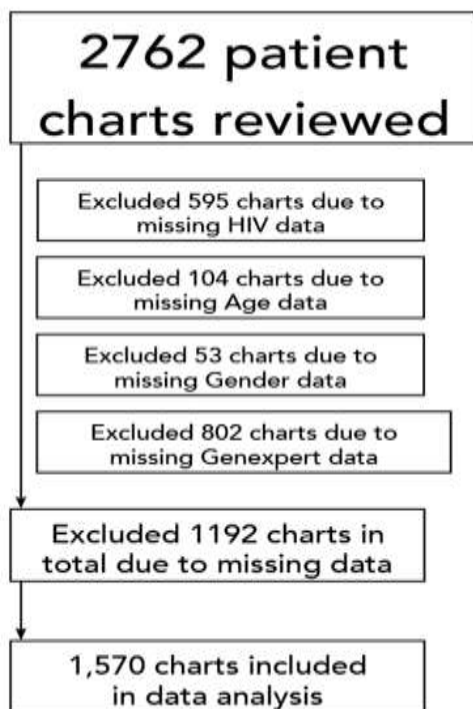 2762 patient
charts reviewed
Excluded 595 charts due to
missing HIV data
Excluded 104 charts due to
missing Age data
Excluded 53 charts due to
missing Gender data
Excluded 802 charts due to
missing Genexpert data
Excluded 1192 charts in
total due to missing data
1,570 charts included
in data analysis